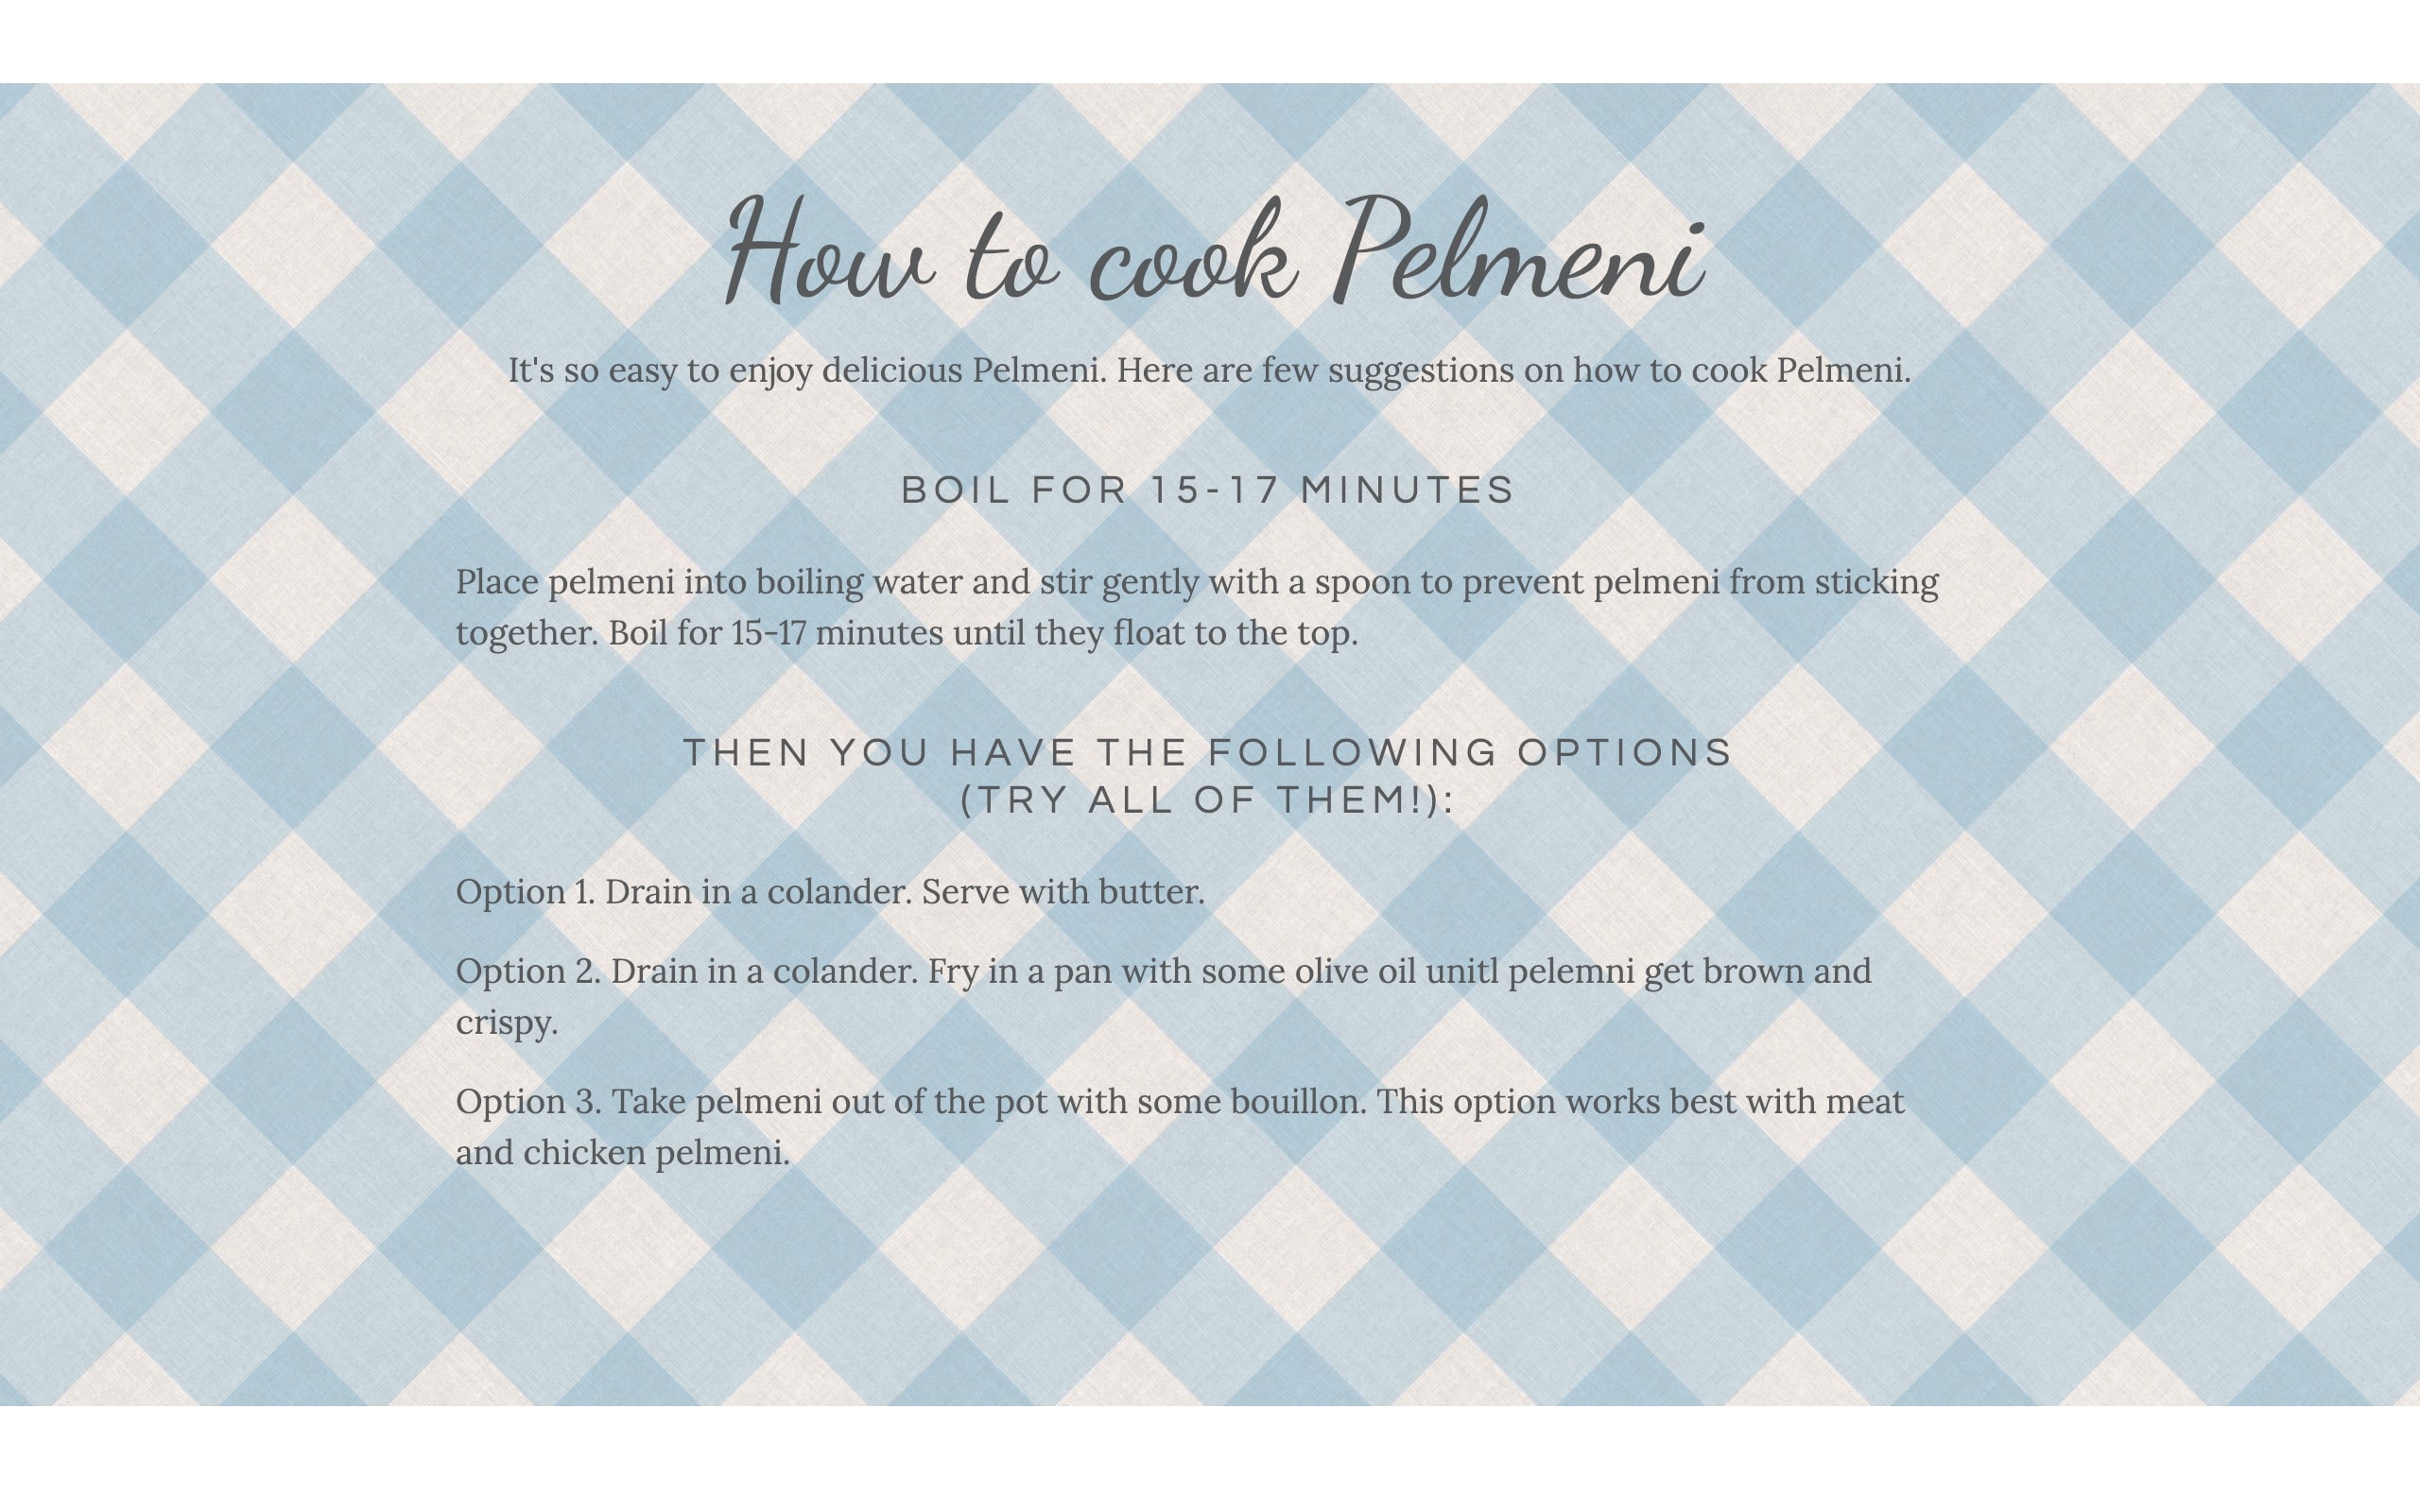 How to cook Pelmeni
It's so easy to enjoy delicious Pelmeni. Here are few suggestions on how to cook Pelmeni.
BOIL FOR 15-17 MINUTES
Place pelmeni into boiling water and stir gently with a spoon to prevent pelmeni from sticking
together. Boil for 15-17 minutes until they float to the top.
THEN YOU HAVE THE FOLLOWING OPTIONS
(TRY ALL OF THEM!):
Option 1. Drain in a colander. Serve with butter.
Option 2. Drain in a colander. Fry in a pan with some olive oil unitl pelemni get brown and
crispy.
Option 3. Take pelmeni out of the pot with some bouillon. This option works best with meat
and chicken pelmeni.